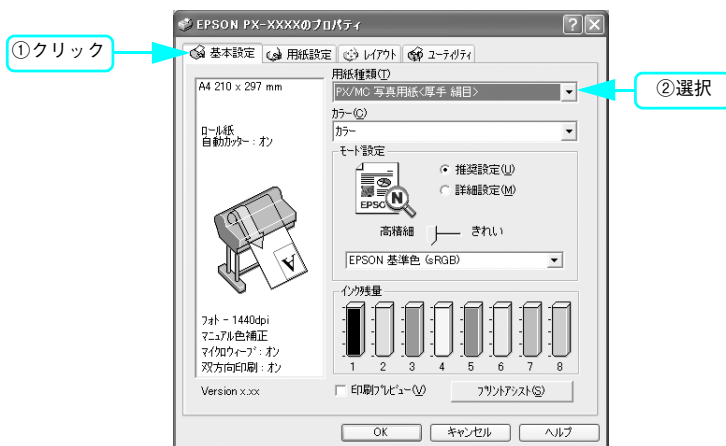 EPSON PX-XXXXのプロパティ
①クリック
基本設定 用紙設定 レイアウト ユーティリティ
A4 210 x 297 mm
ロール紙
自動カッター : オン
フォト - 1440dpi
マニュアル色補正
マイクロウィーブ : オン
双方向印刷 : オン
Version x.xx
用紙種類(T)
PX/MC 写真用紙<厚手 絹目>
②選択
カラー(C)
カラー
モード設定
EPSC
N
推奨設定(U)
詳細設定(M)
高精細 きれい
EPSON 基準色 (sRGB)
インク残量
1 2 3 4 5 6 7 8
印刷プレビュー(V)
プリントアシスト(S)
OK キャンセル ヘルプ